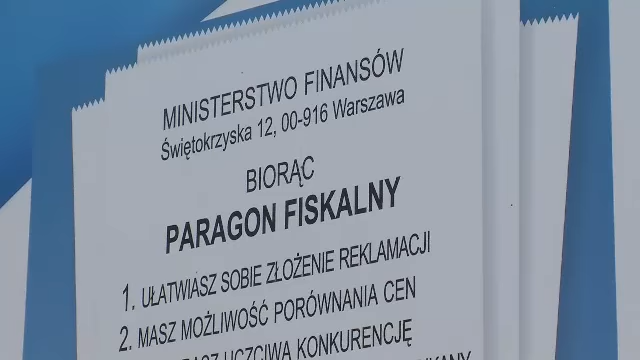 MINISTERSTWO FINANSÓW
Świętokrzyska 12, 00-916 Warszawa
BIORĄC
PARAGON FISKALNY
1. UŁATWIASZ SOBIE ZŁOŻENIE REKLAMACJI
2. MASZ MOŻLIWOŚĆ PORÓWNANIA CEN
UCZCIWĄ KONKURENCJĘ